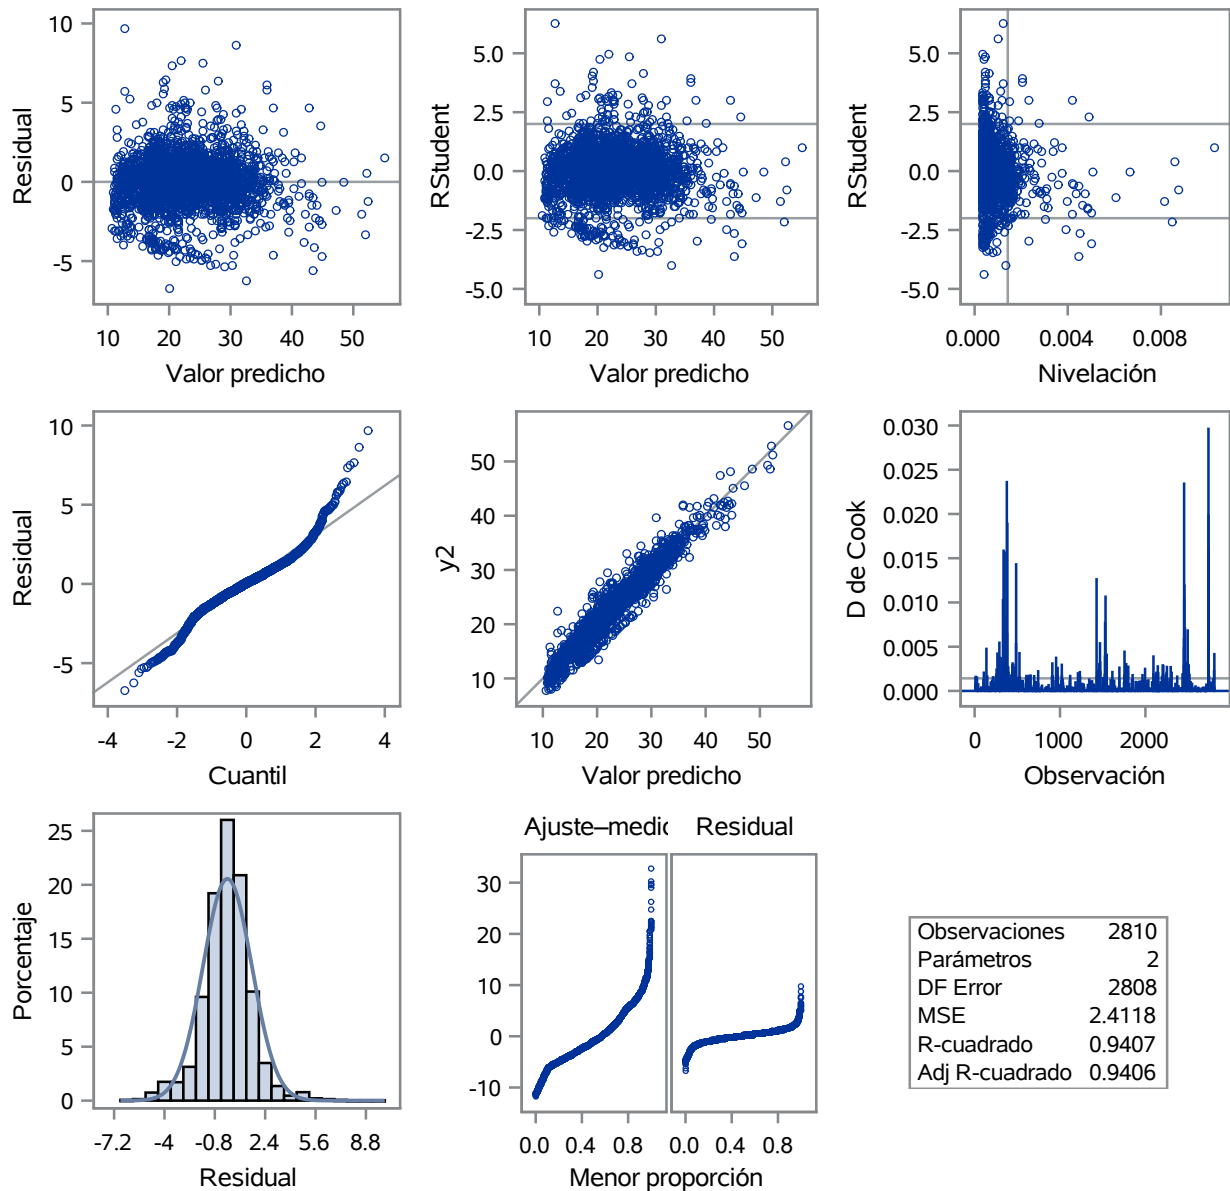 10
5
0
-5
Residual
10 20 30 40 50
Valor predicho
5.0
2.5
0.0
-2.5
-5.0
RStudent
10 20 30 40 50
Valor predicho
5.0
2.5
0.0
-2.5
-5.0
RStudent
0.000 0.004 0.008
Nivelación
10
5
0
-5
Residual
-4 -2 0 2 4
Cuantil
50
40
30
20
10
y2
10 20 30 40 50
Valor predicho
0.030
0.025
0.020
0.015
0.010
0.005
0.000
D de Cook
0 1000 2000
Observación
25
20
15
10
5
0
Porcentaje
-7.2 -4 -0.8 2.4 5.6 8.8
Residual
Ajuste–medic Residual
30
20
10
0
-10
0.0 0.4 0.8 0.0 0.4 0.8
Menor proporción
Observaciones 2810
Parámetros 2
DF Error 2808
MSE 2.4118
R-cuadrado 0.9407
Adj R-cuadrado 0.9406